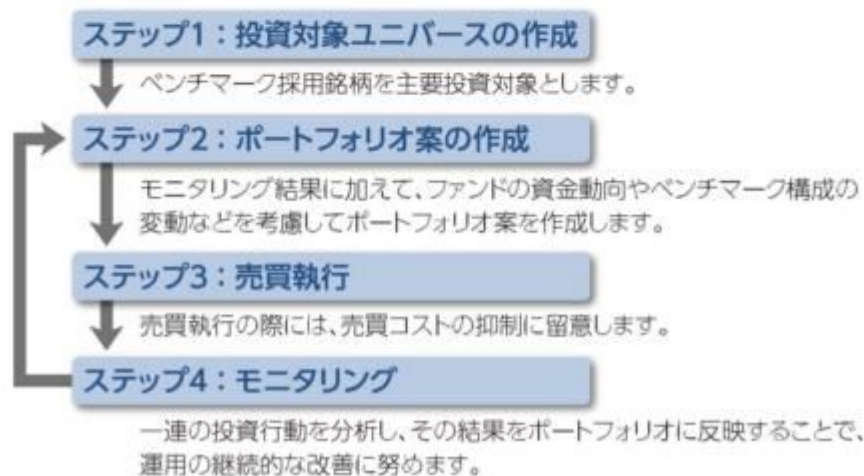 ステップ1：投資対象ユニバースの作成
ベンチマーク採用銘柄を主要投資対象とします。
ステップ2：ポートフォリオ案の作成
モニタリング結果に加えて、ファンドの資金動向やベンチマーク構成の
変動などを考慮してポートフォリオ案を作成します。
ステップ3：売買執行
売買執行の際には、売買コストの抑制に留意します。
ステップ4：モニタリング
一連の投資行動を分析し、その結果をポートフォリオに反映することで、
運用の継続的な改善に努めます。